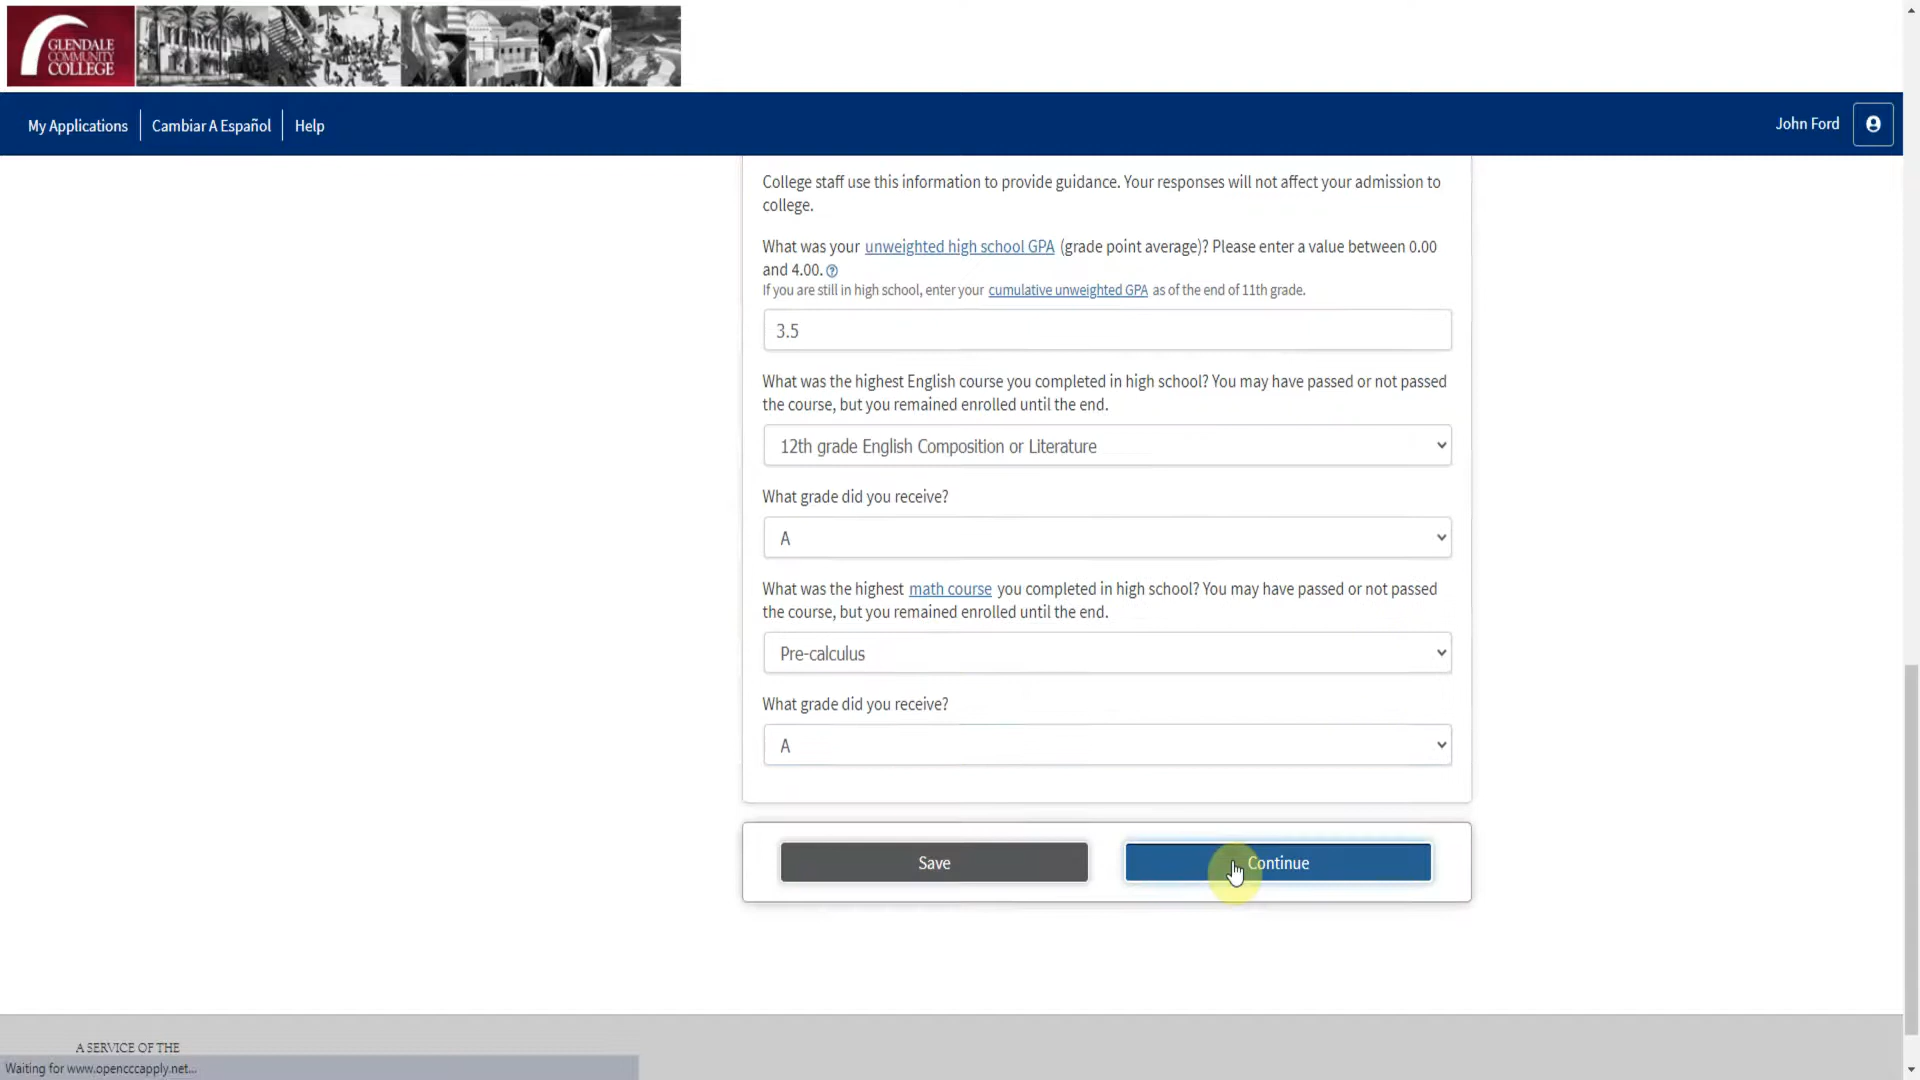 GLENDALE
COMMUNITY
COLLEGE
My Applications
Cambiar A Español
Help
John Ford
College staff use this information to provide guidance. Your responses will not affect your admission to
college.
What was your unweighted high school GPA (grade point average)? Please enter a value between 0.00
and 4.00.
If you are still in high school, enter your cumulative unweighted GPA as of the end of 11th grade.
3.5
What was the highest English course you completed in high school? You may have passed or not passed
the course, but you remained enrolled until the end.
12th grade English Composition or Literature
What grade did you receive?
A
What was the highest math course you completed in high school? You may have passed or not passed
the course, but you remained enrolled until the end.
Pre-calculus
What grade did you receive?
A
Save
Continue
A SERVICE OF THE
Waiting for www.opencccapply.net...